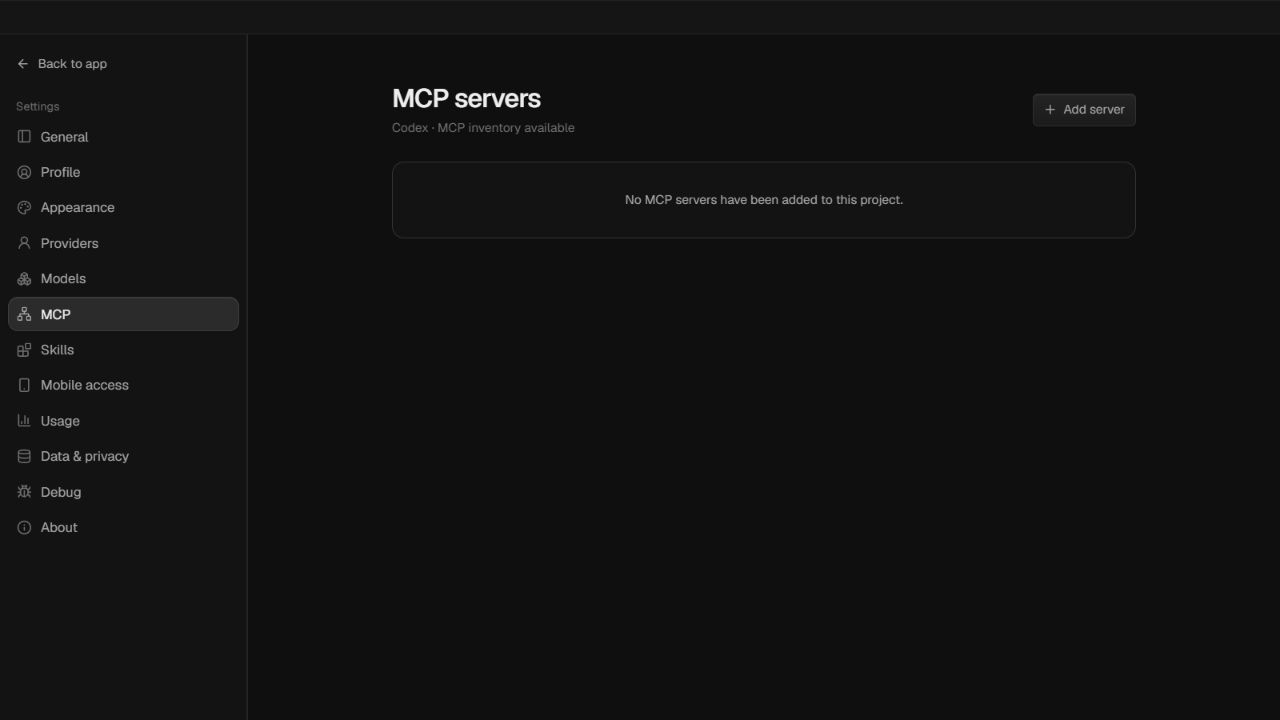 Back to app
Settings
General
Profile
Appearance
Providers
Models
MCP
Skills
Mobile access
Usage
Data & privacy
Debug
About
MCP servers
Codex · MCP inventory available
Add server
No MCP servers have been added to this project.